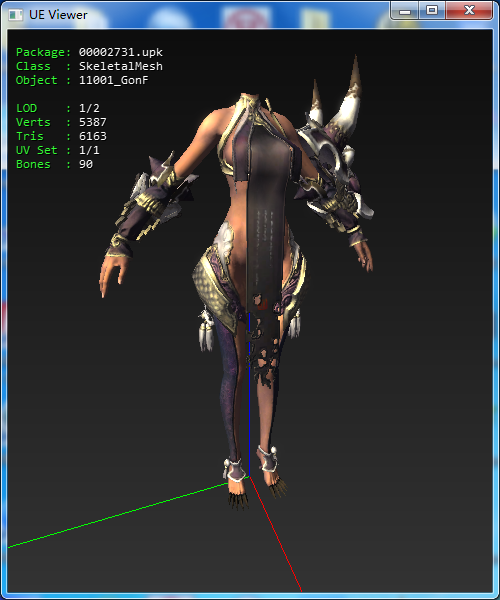 UE Viewer
Package: 00002731.upk
Class : SkeletalMesh
Object : 11001_GonF
LOD : 1/2
Verts : 5387
Tris : 6163
UV Set : 1/1
Bones : 90